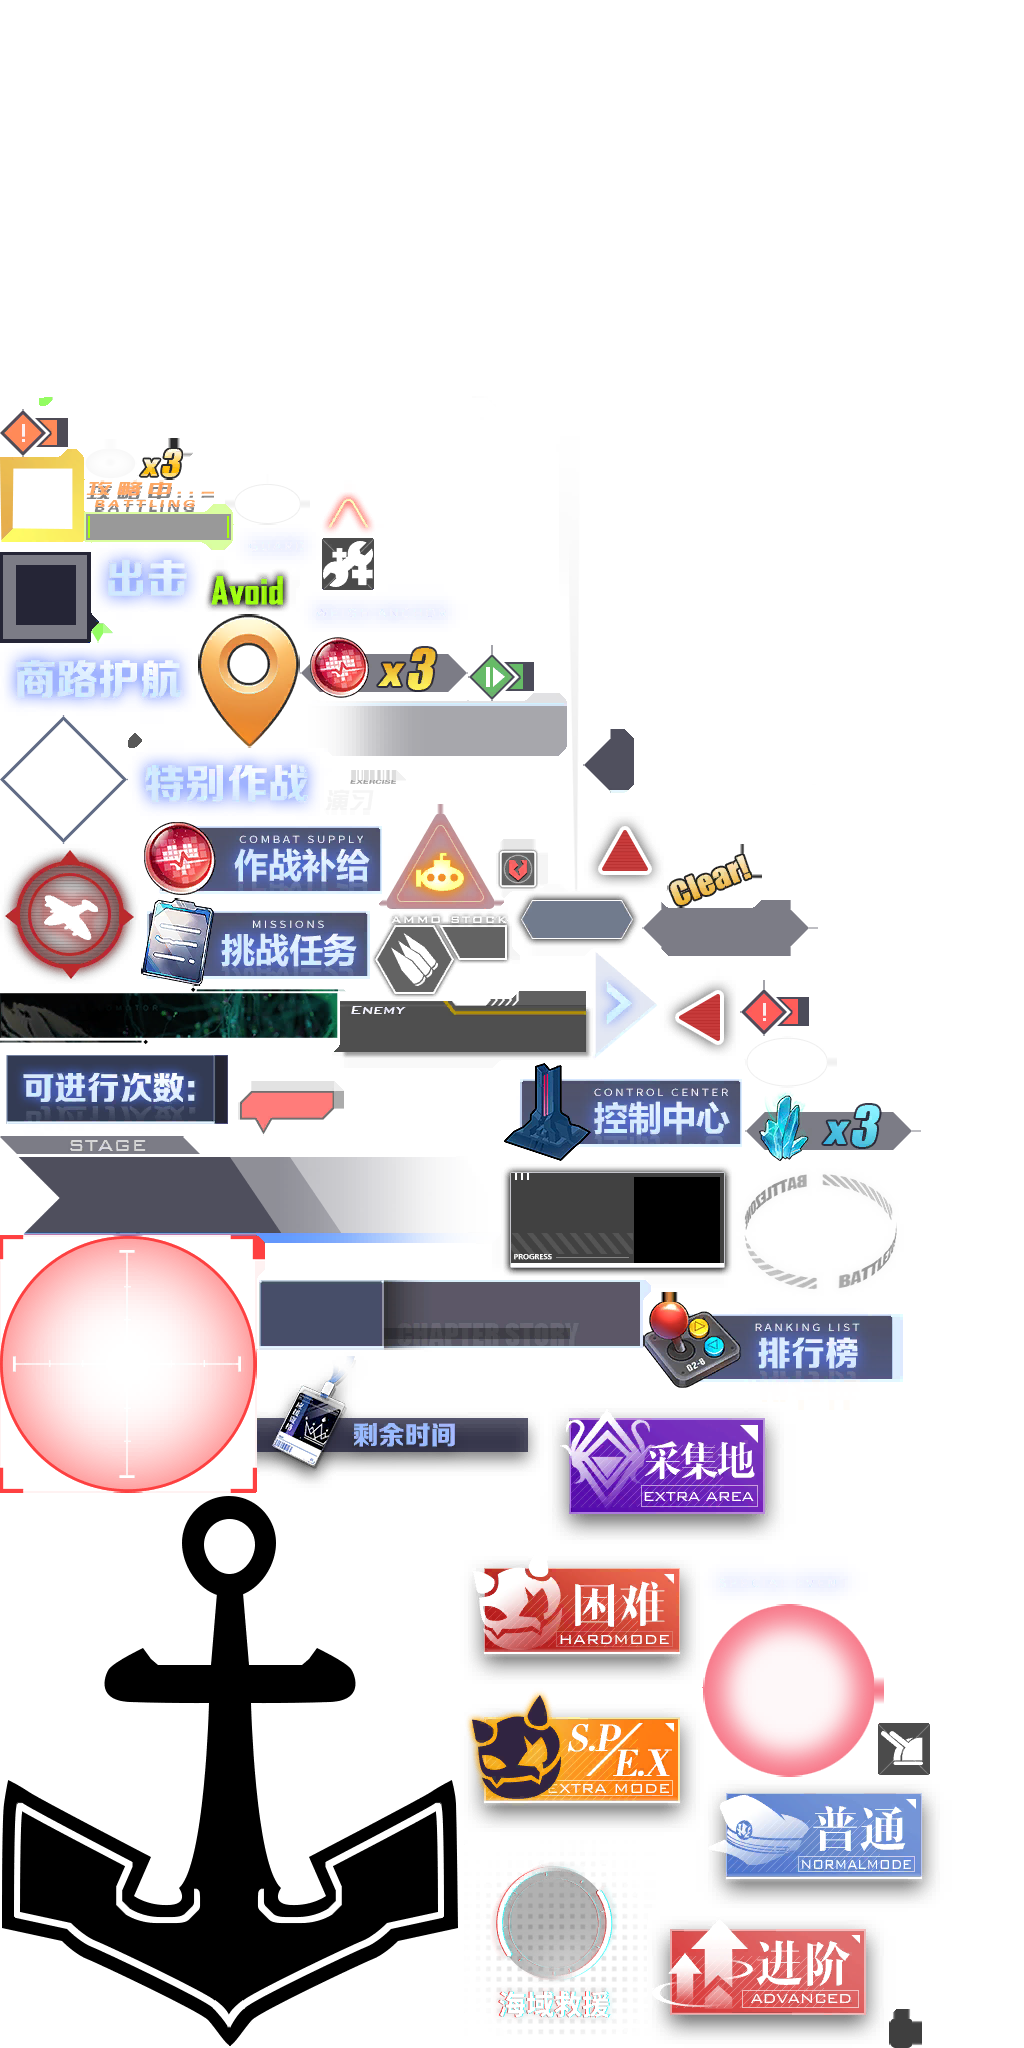 x3
攻略中...
BATTLING
出击
Avoid
商路护航
x3
特别作战
EXERCISE
演习
COMBAT SUPPLY
作战补给
Clear!
AMMO STOCK
MISSIONS
挑战任务
ENEMY
可进行次数:
CONTROL CENTER
控制中心
x3
STAGE
PROGRESS
BATTLEZONE
BATTLEZ
CHAPTER STORY
RANKING LIST
排行榜
02-8
剩余时间
采集地
EXTRA AREA
困难
HARDMODE
S.P/E.X
EXTRA MODE
普通
NORMALMODE
海域救援
进阶
ADVANCED